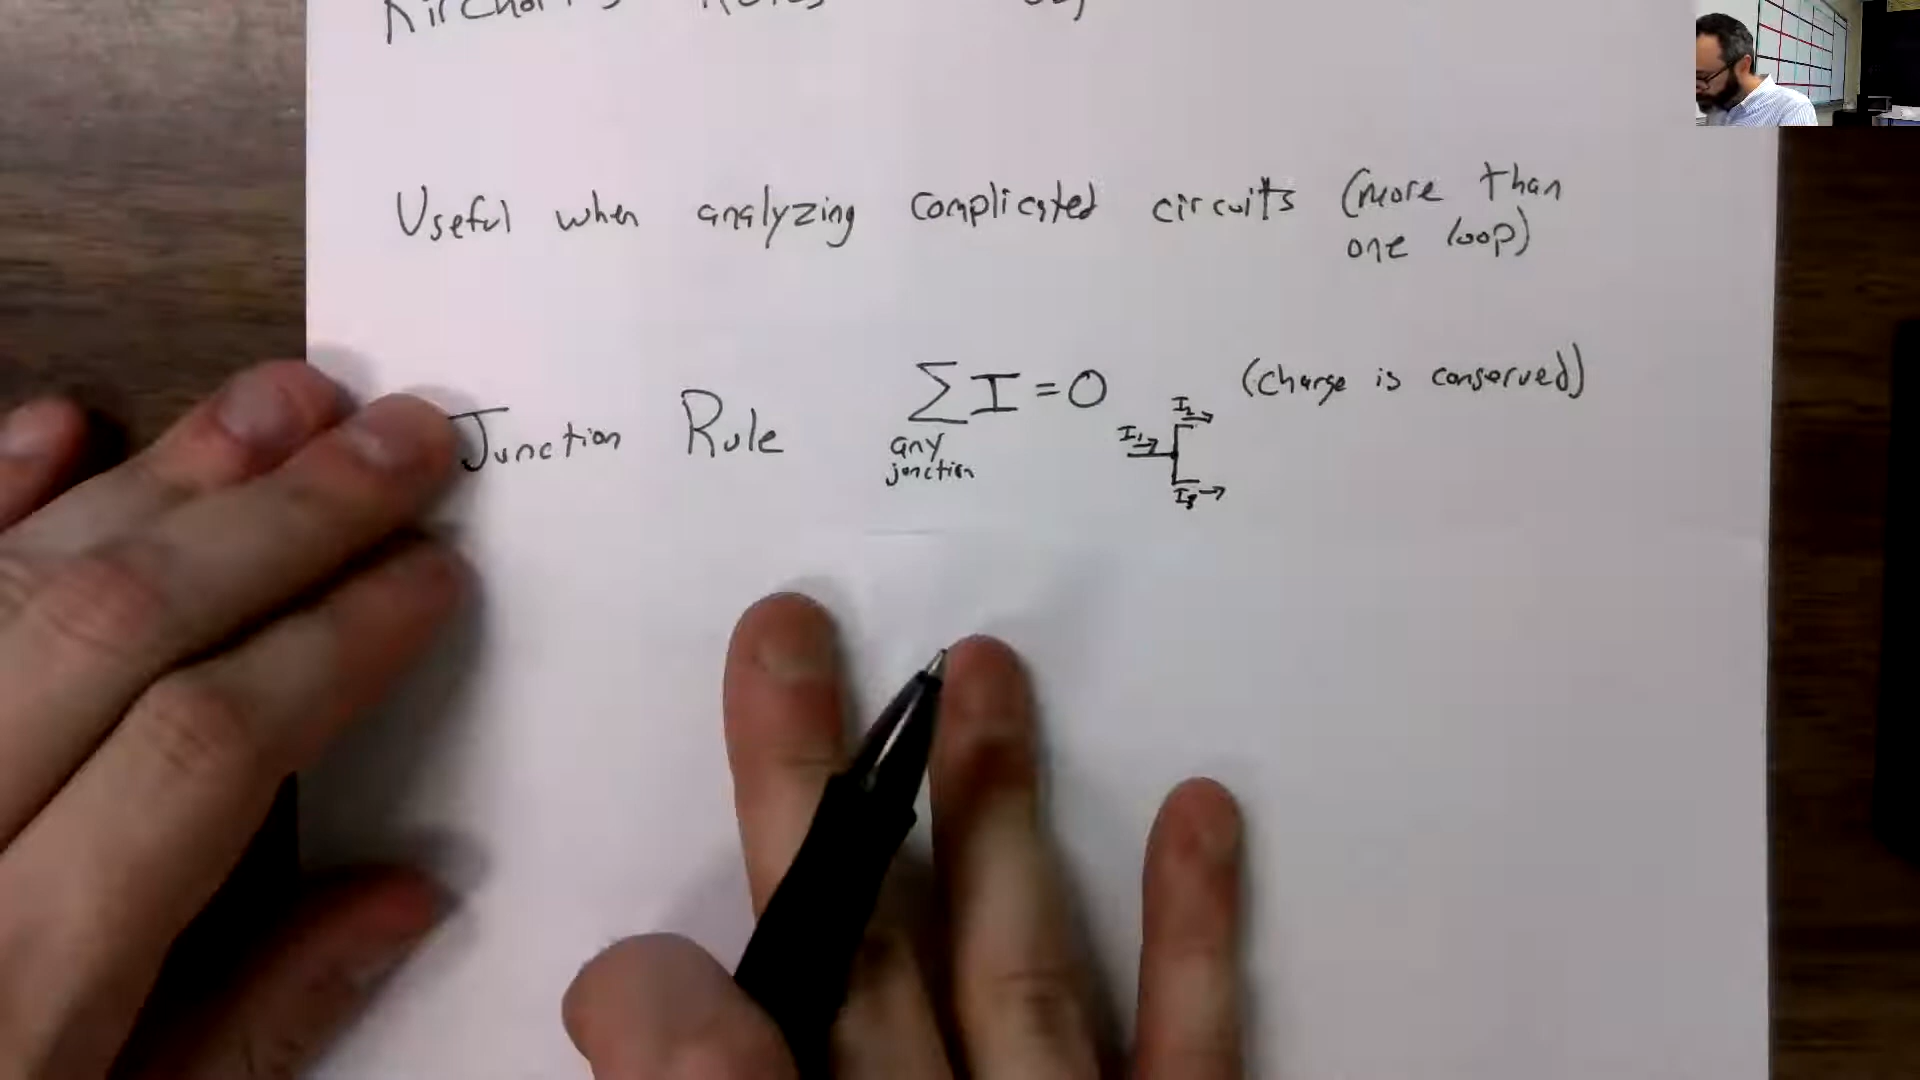 Useful when analyzing complicated circuits (more than
one loop)
Junction Rule
∑I=0
any
junction
I₁
I₂
I₃
(charge is conserved)